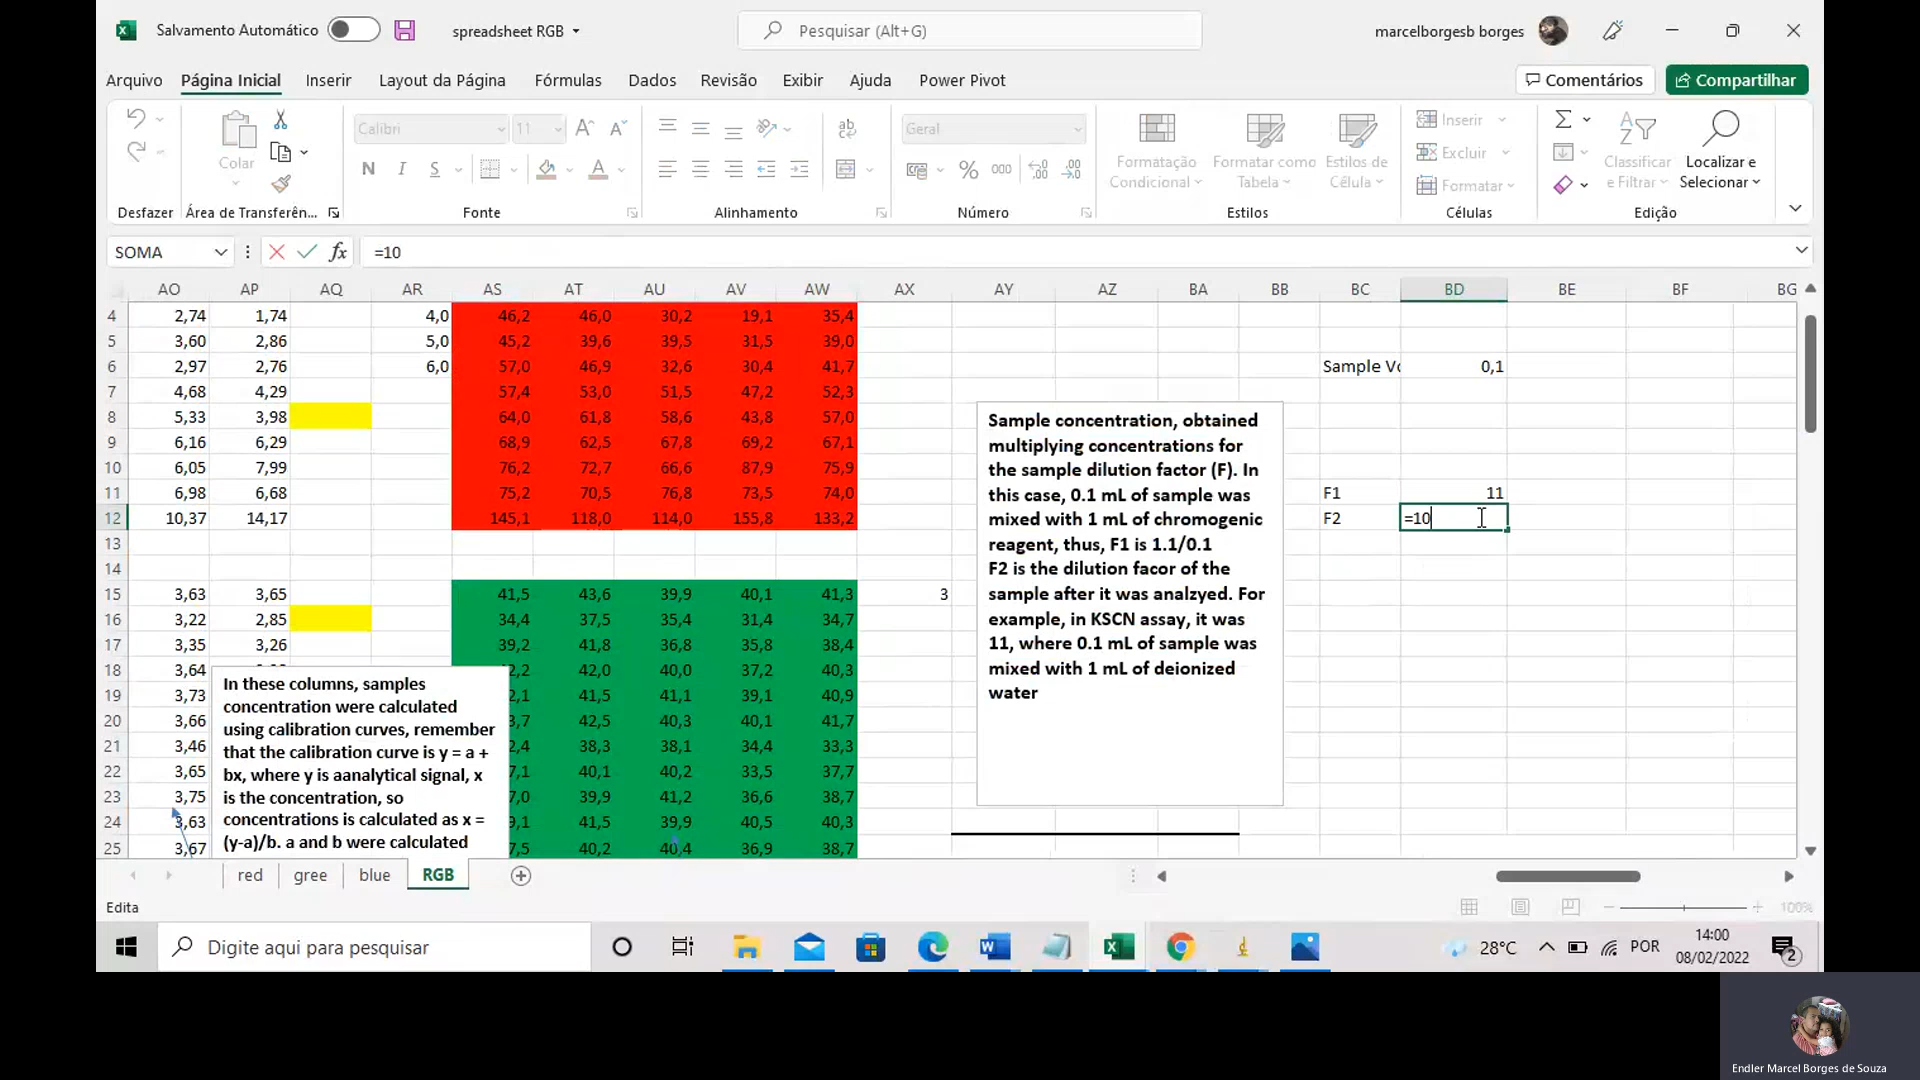 Salvamento Automático
spreadsheet RGB
Pesquisar (Alt+G)
marcelborgesb borges
Arquivo Página Inicial Inserir Layout da Página Fórmulas Dados Revisão Exibir Ajuda Power Pivot
Comentários
Compartilhar
Colar
Calibri 11
N I S
ab
Geral
% 000
Formatação Condicional
Formatar como Tabela
Estilos de Célula
Inserir
Excluir
Formatar
Classificar e Filtrar
Localizar e Selecionar
Desfazer Área de Transferên... Fonte Alinhamento Número Estilos Células Edição
SOMA fx =10
AO AP AQ AR AS AT AU AV AW AX AY AZ BA BB BC BD BE BF BG
4 2,74 1,74 4,0 46,2 46,0 30,2 19,1 35,4
5 3,60 2,86 5,0 45,2 39,6 39,5 31,5 39,0
6 2,97 2,76 6,0 57,0 46,9 32,6 30,4 41,7 Sample Vo 0,1
7 4,68 4,29 57,4 53,0 51,5 47,2 52,3
8 5,33 3,98 64,0 61,8 58,6 43,8 57,0
9 6,16 6,29 68,9 62,5 67,8 69,2 67,1
10 6,05 7,99 76,2 72,7 66,6 87,9 75,9
11 6,98 6,68 75,2 70,5 76,8 73,5 74,0 F1 11
12 10,37 14,17 145,1 118,0 114,0 155,8 133,2 F2 =10
13
14
15 3,63 3,65 41,5 43,6 39,9 40,1 41,3 3
16 3,22 2,85 34,4 37,5 35,4 31,4 34,7
17 3,35 3,26 39,2 41,8 36,8 35,8 38,4
18 3,64 2,2 42,0 40,0 37,2 40,3
19 3,73 2,1 41,5 41,1 39,1 40,9
20 3,66 3,7 42,5 40,3 40,1 41,7
21 3,46 2,4 38,3 38,1 34,4 33,3
22 3,65 7,1 40,1 40,2 33,5 37,7
23 3,75 7,0 39,9 41,2 36,6 38,7
24 3,63 9,1 41,5 39,9 40,5 40,3
25 3,67 7,5 40,2 40,4 36,9 38,7
In these columns, samples
concentration were calculated
using calibration curves, remember
that the calibration curve is y = a +
bx, where y is aanalytical signal, x
is the concentration, so
concentrations is calculated as x =
(y-a)/b. a and b were calculated
Sample concentration, obtained
multiplying concentrations for
the sample dilution factor (F). In
this case, 0.1 mL of sample was
mixed with 1 mL of chromogenic
reagent, thus, F1 is 1.1/0.1
F2 is the dilution facor of the
sample after it was analzyed. For
example, in KSCN assay, it was
11, where 0.1 mL of sample was
mixed with 1 mL of deionized
water
red gree blue RGB
Edita
100%
Digite aqui para pesquisar
28°C
POR
14:00
08/02/2022
2
Endler Marcel Borges de Souza